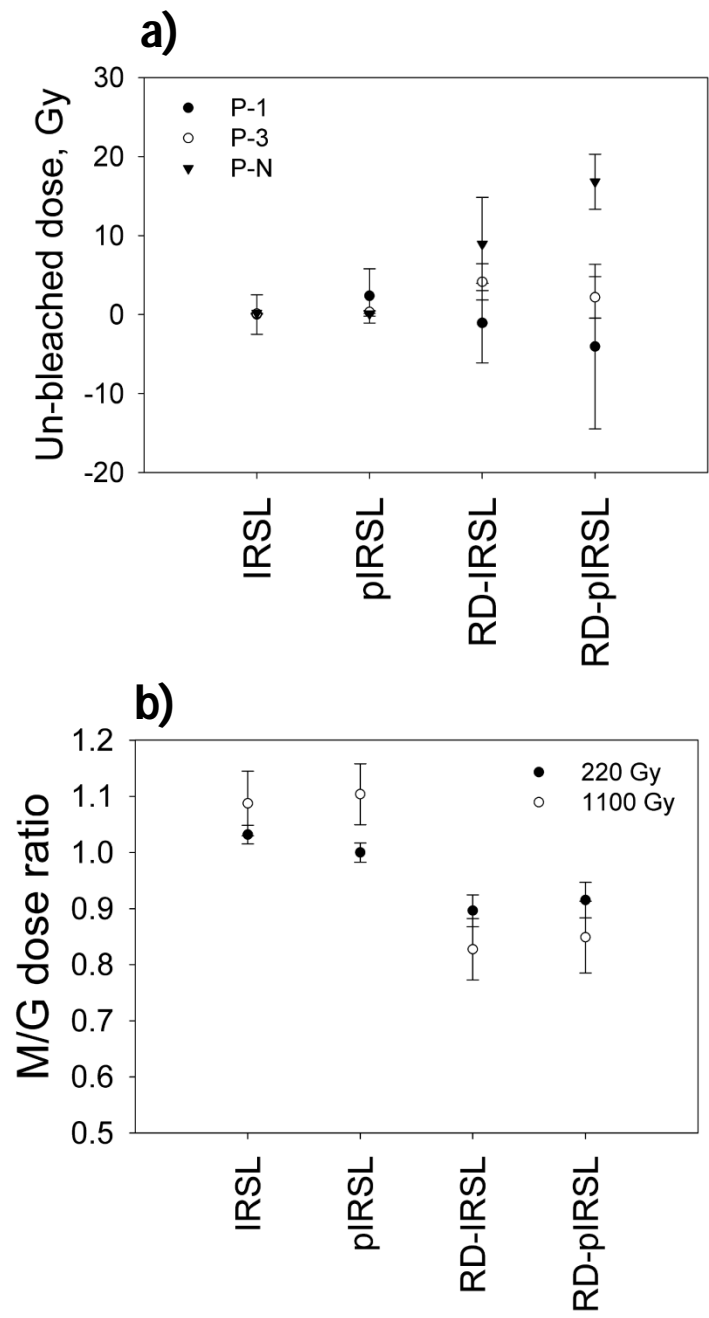 a)
Un-bleached dose, Gy
30
20
10
0
-10
-20
P-1
P-3
P-N
IRSL
pIRSL
RD-IRSL
RD-pIRSL
b)
M/G dose ratio
1.2
1.1
1.0
0.9
0.8
0.7
0.6
0.5
220 Gy
1100 Gy
IRSL
pIRSL
RD-IRSL
RD-pIRSL